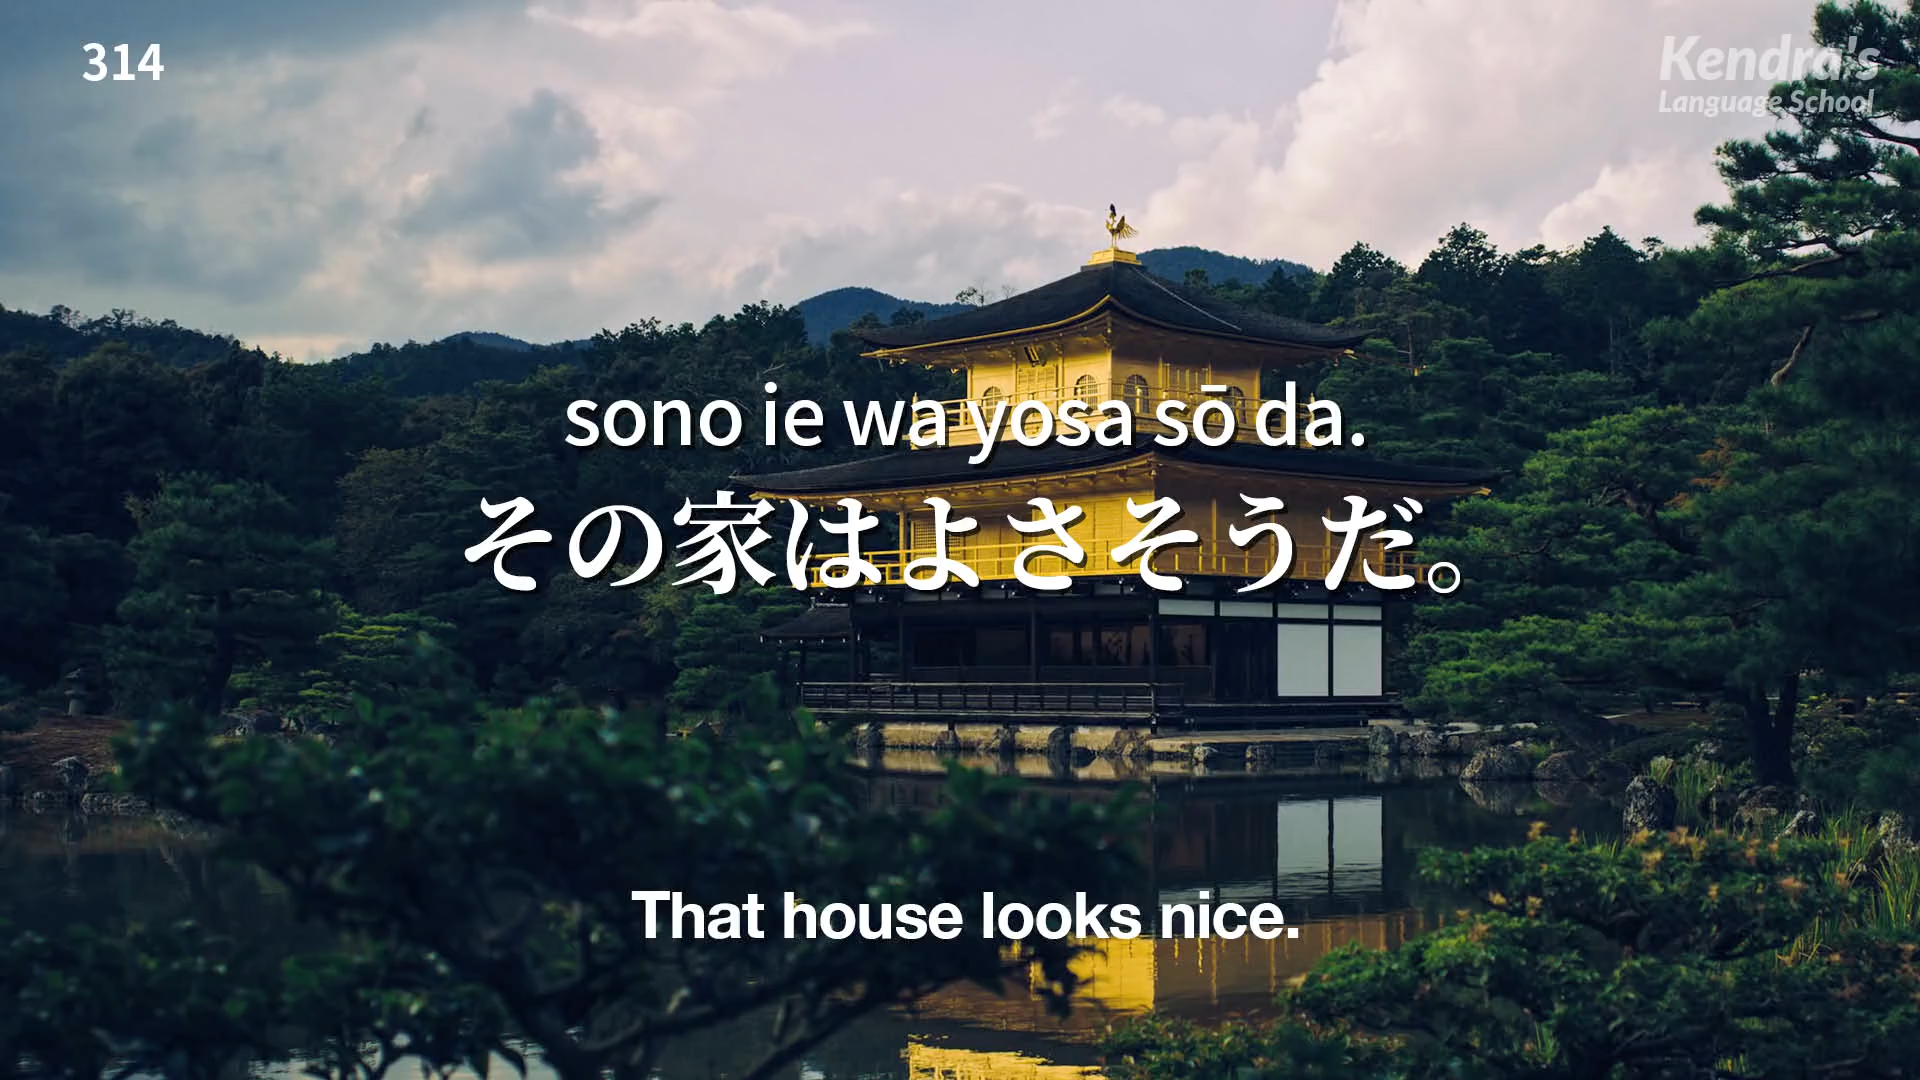 314
Kendra's
Language School
sono ie wa yosa sō da.
その家はよさそうだ。
That house looks nice.